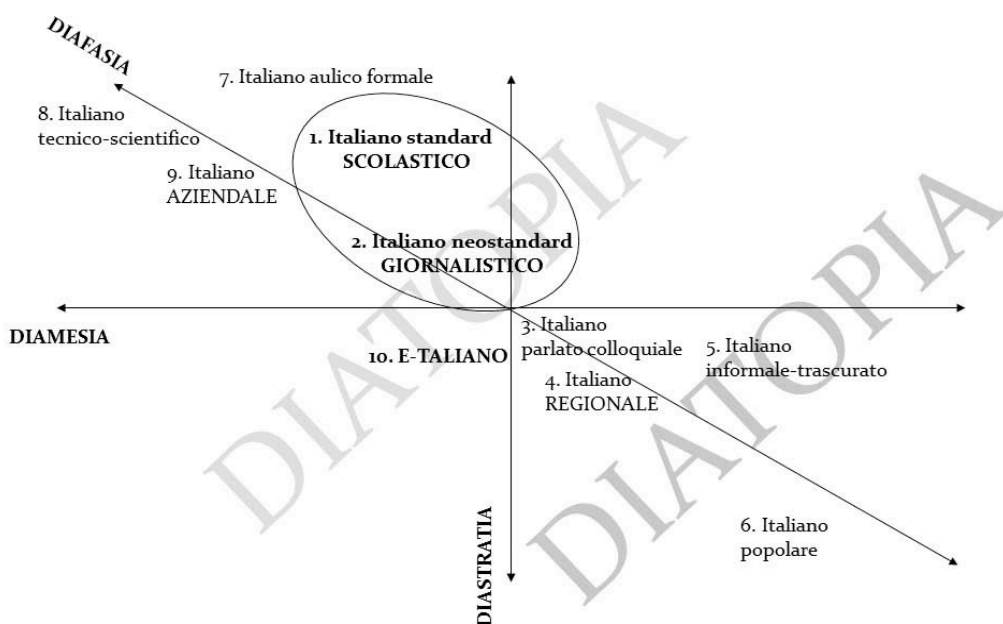 DIAFASIA
7. Italiano aulico formale
8. Italiano
tecnico-scientifico
1. Italiano standard
SCOLASTICO
9. Italiano
AZIENDALE
2. Italiano neostandard
GIORNALISTICO
DIAMESIA
3. Italiano
parlato colloquiale
10. E-TALIANO
5. Italiano
informale-trascurato
4. Italiano
REGIONALE
6. Italiano
popolare
DIASTRATIA
DIATOPIA
DIATOPIA